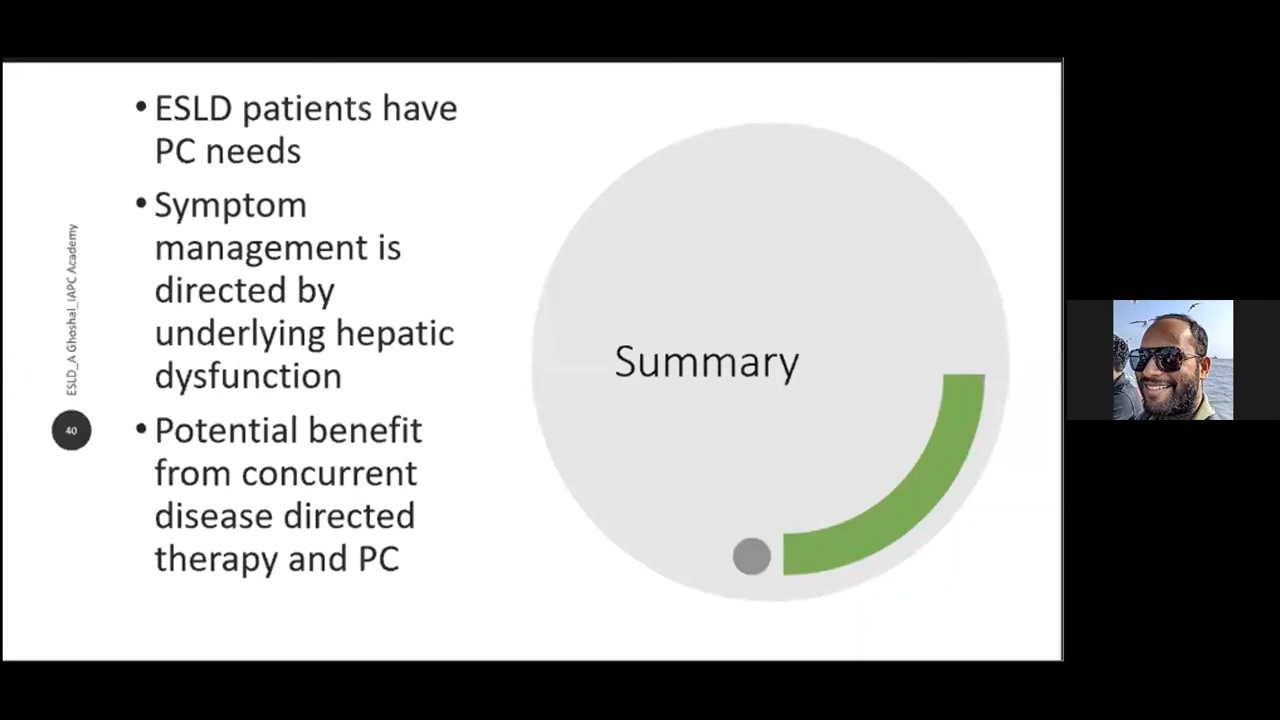 • ESLD patients have
PC needs
• Symptom
management is
directed by
underlying hepatic
dysfunction
• Potential benefit
from concurrent
disease directed
therapy and PC
Summary
ESLD_A Ghoshal_IAPC Academy
40